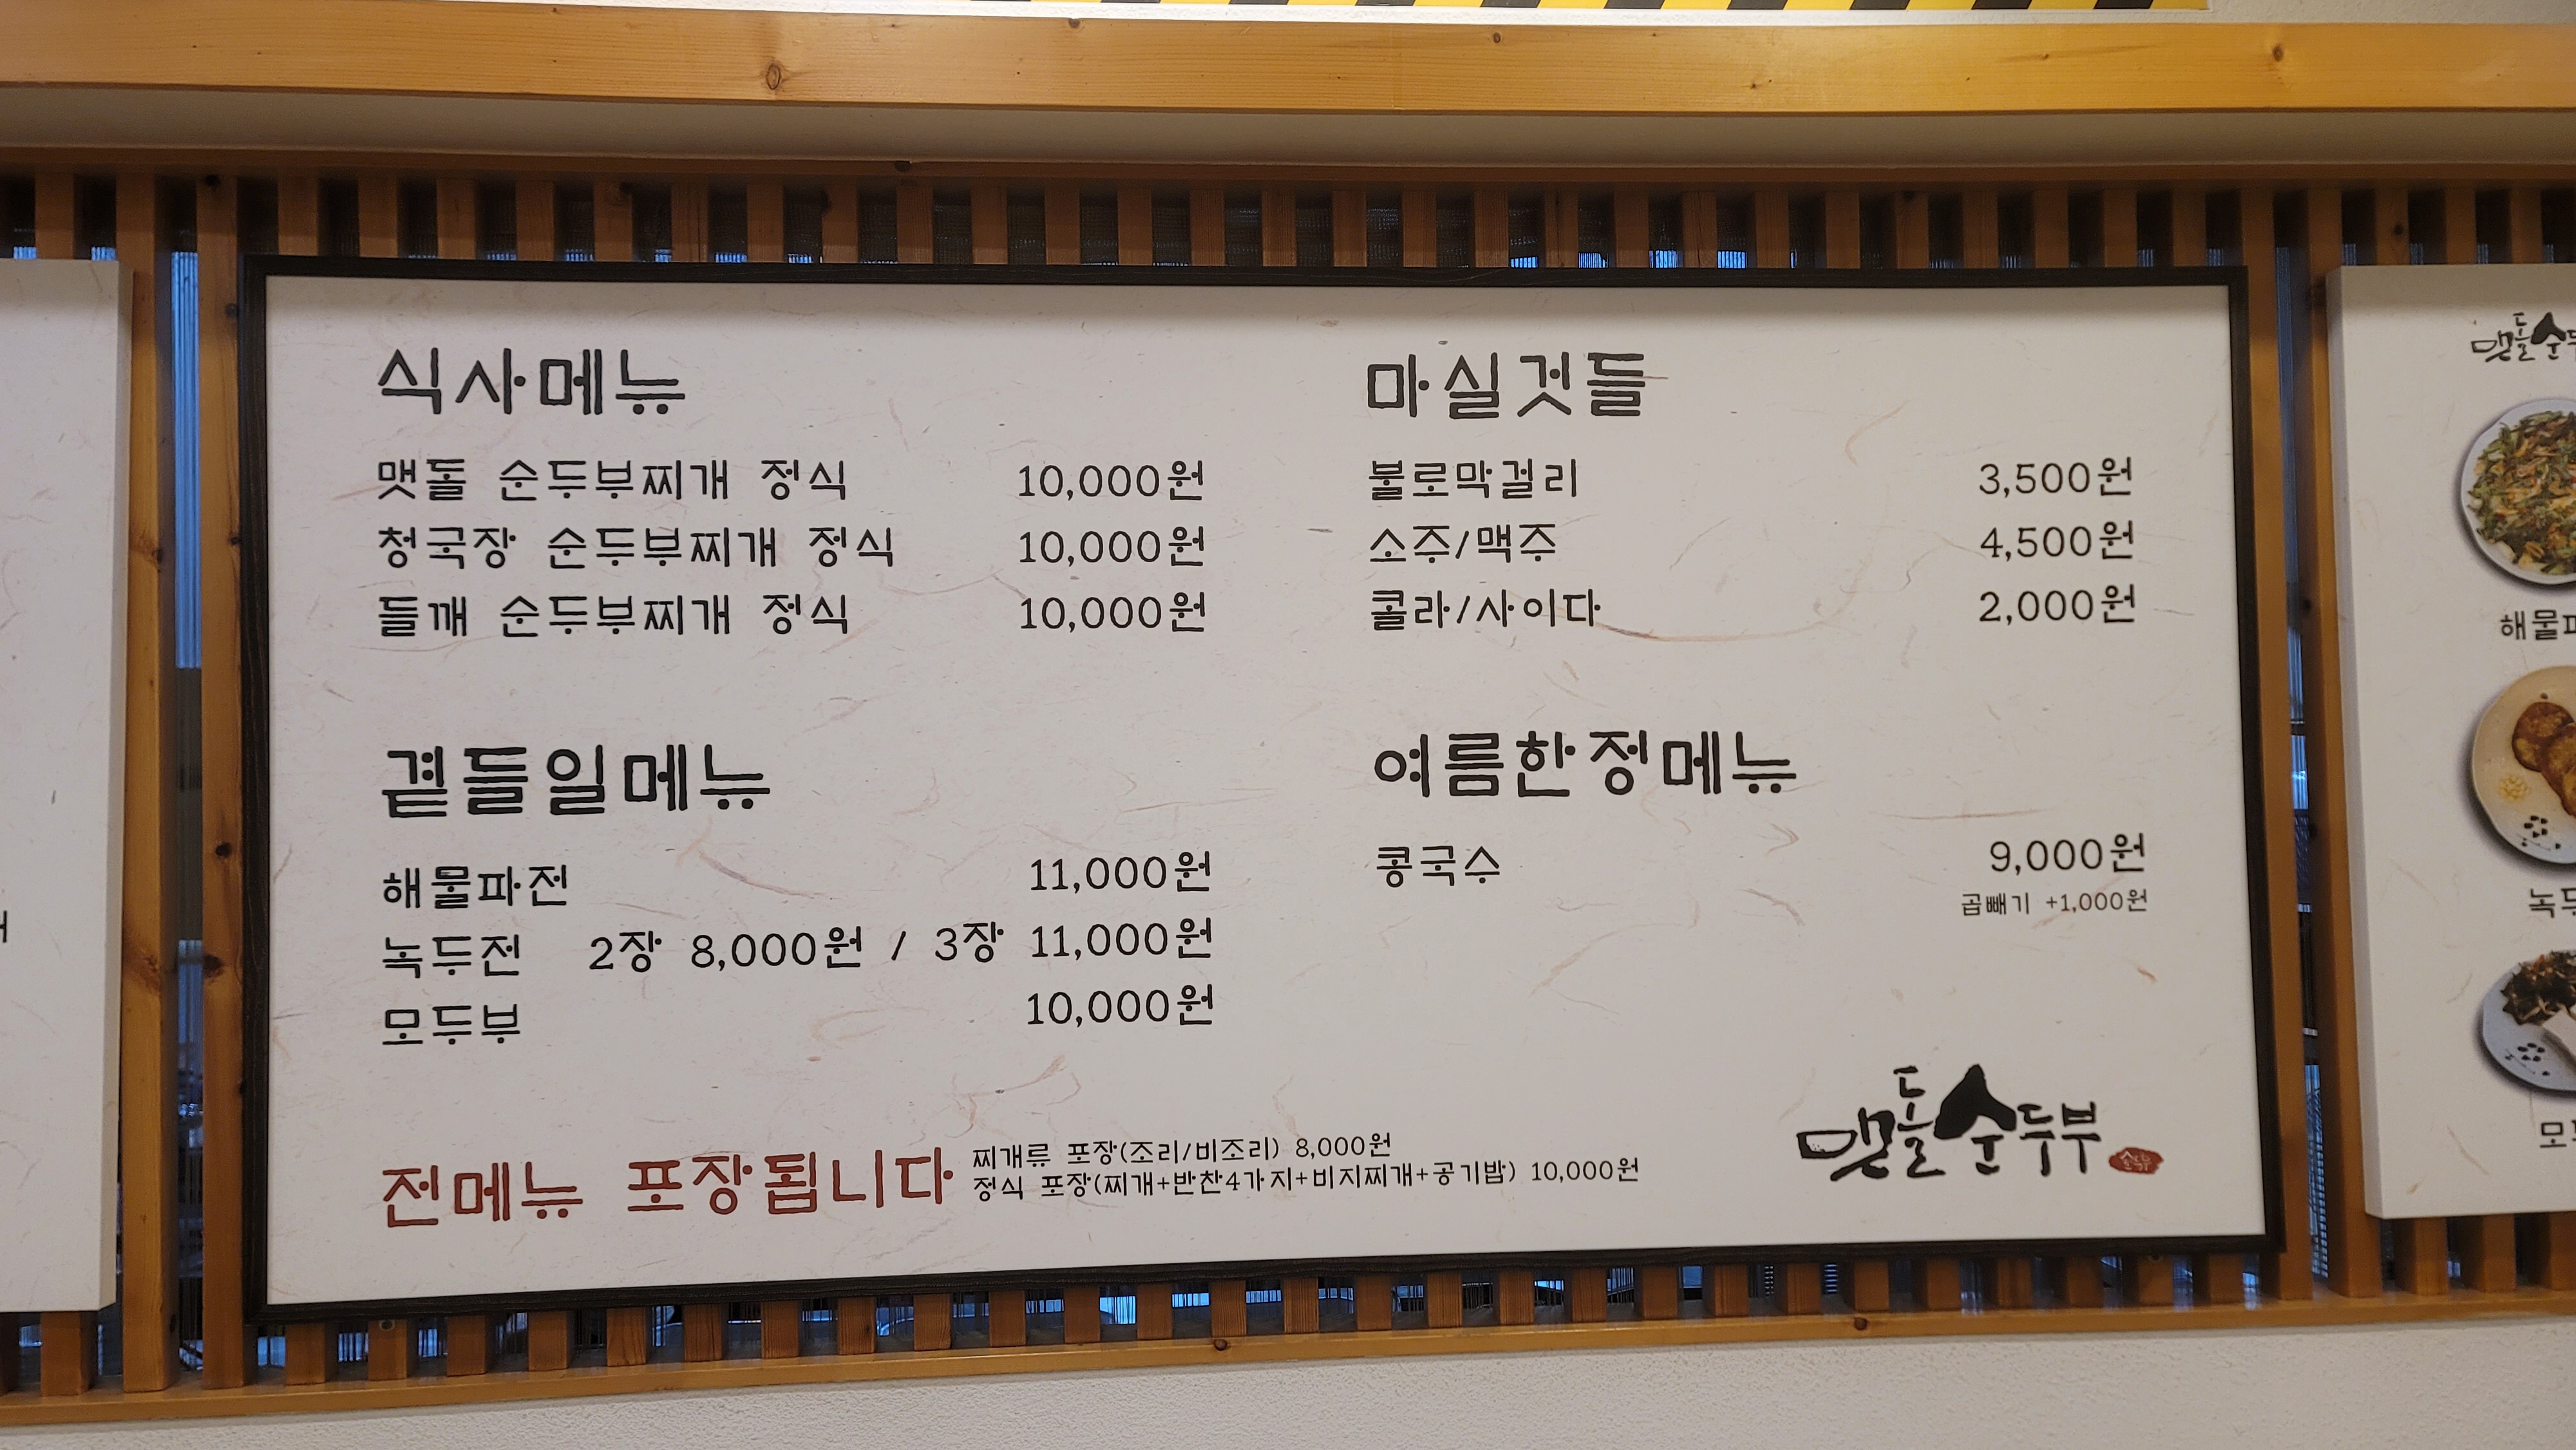 식사메뉴
맷돌 순두부찌개 정식 10,000원
청국장 순두부찌개 정식 10,000원
들깨 순두부찌개 정식 10,000원
곁들일메뉴
해물파전 11,000원
녹두전 2장 8,000원 / 3장 11,000원
모두부 10,000원
마실것들
불로막걸리 3,500원
소주/맥주 4,500원
콜라/사이다 2,000원
여름한정메뉴
콩국수 9,000원
곱빼기 +1,000원
전메뉴 포장됩니다
찌개류 포장(조리/비조리) 8,000원
정식 포장(찌개+반찬4가지+비지찌개+공기밥) 10,000원
맷돌순두부
맷돌순두
해물파
녹두